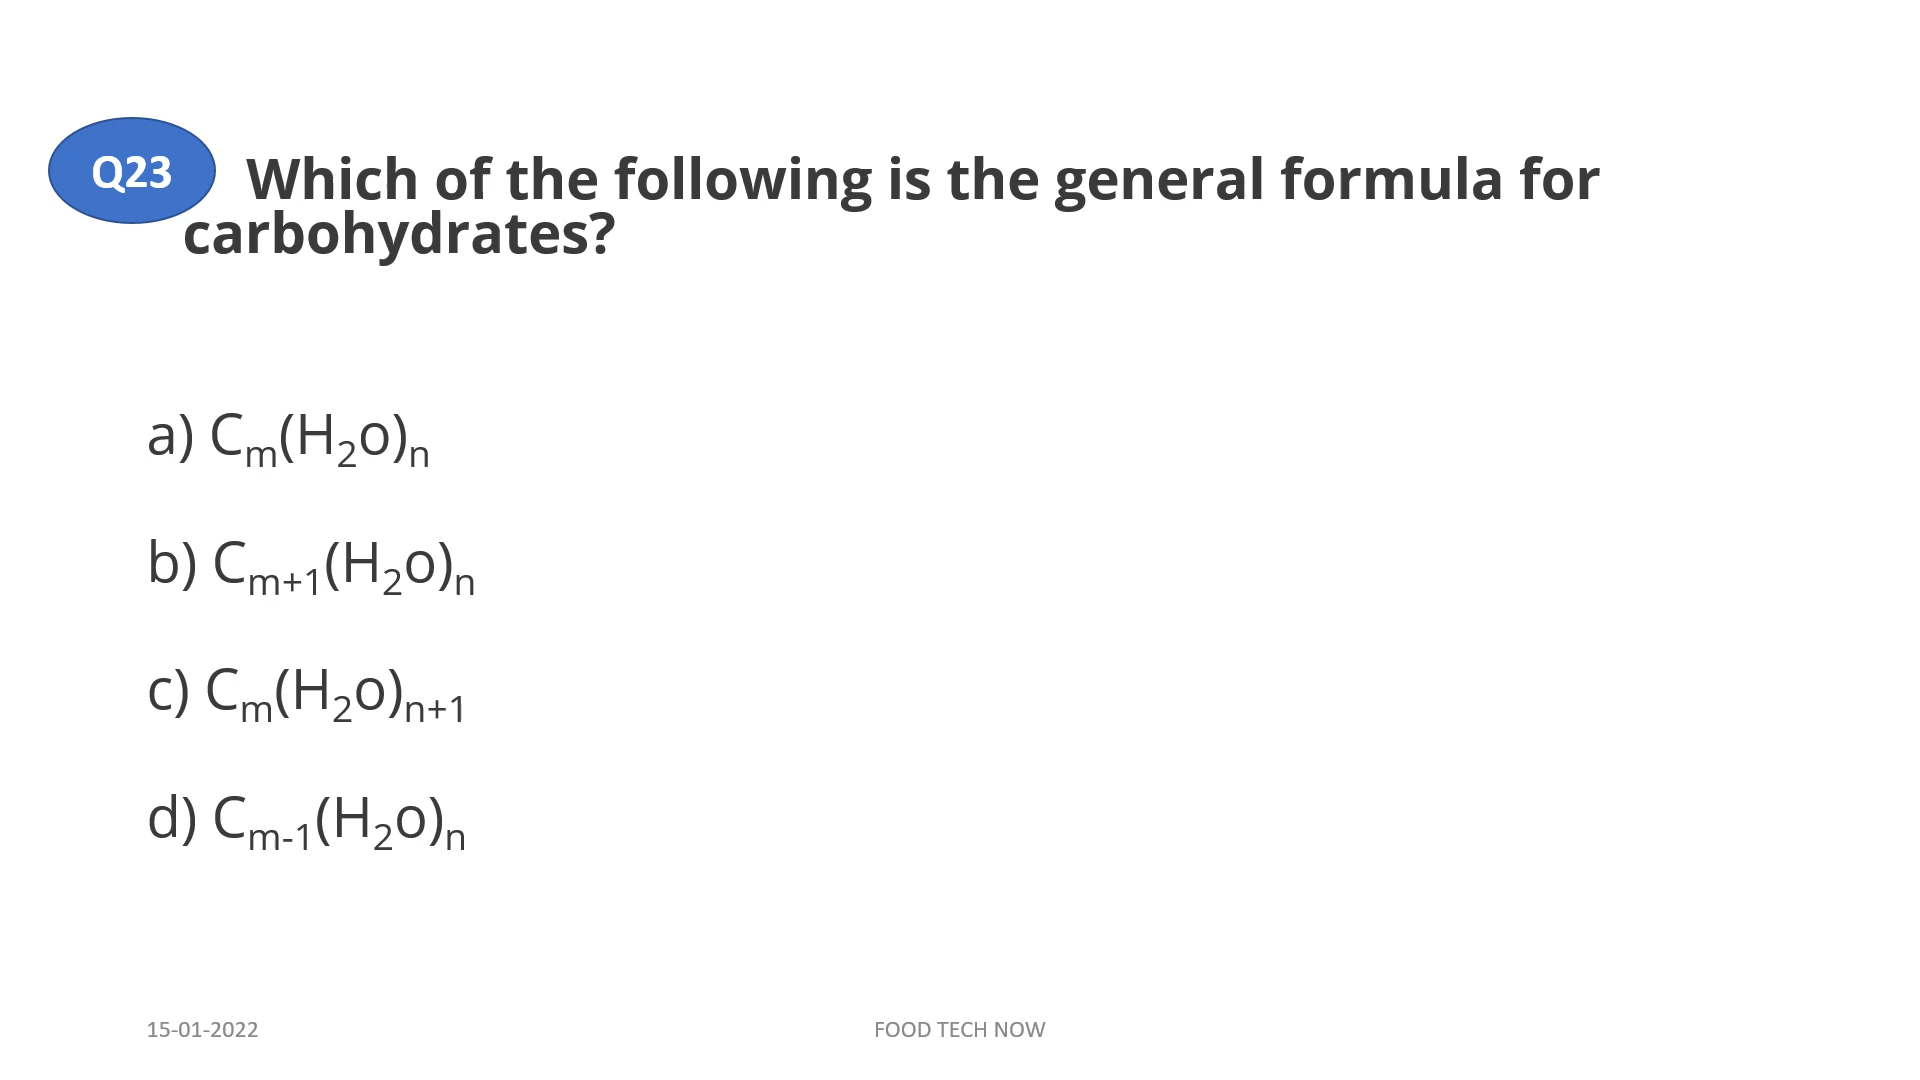 Q23
Which of the following is the general formula for
carbohydrates?
a) Cₘ(H₂o)ₙ
b) Cₘ₊₁(H₂o)ₙ
c) Cₘ(H₂o)ₙ₊₁
d) Cₘ₋₁(H₂o)ₙ
15-01-2022
FOOD TECH NOW